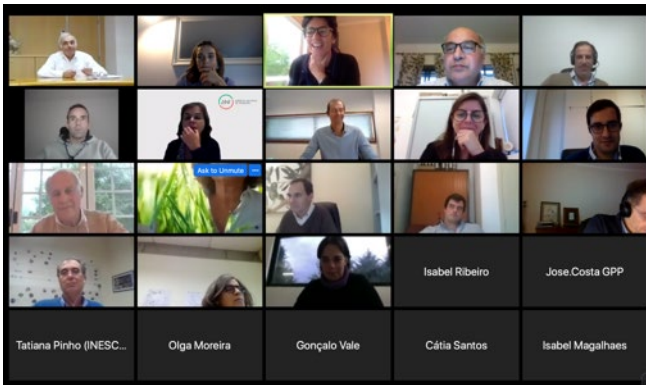 Ask to Unmute
Isabel Ribeiro
Jose.Costa GPP
Tatiana Pinho (INESC...
Olga Moreira
Gonçalo Vale
Cátia Santos
Isabel Magalhaes